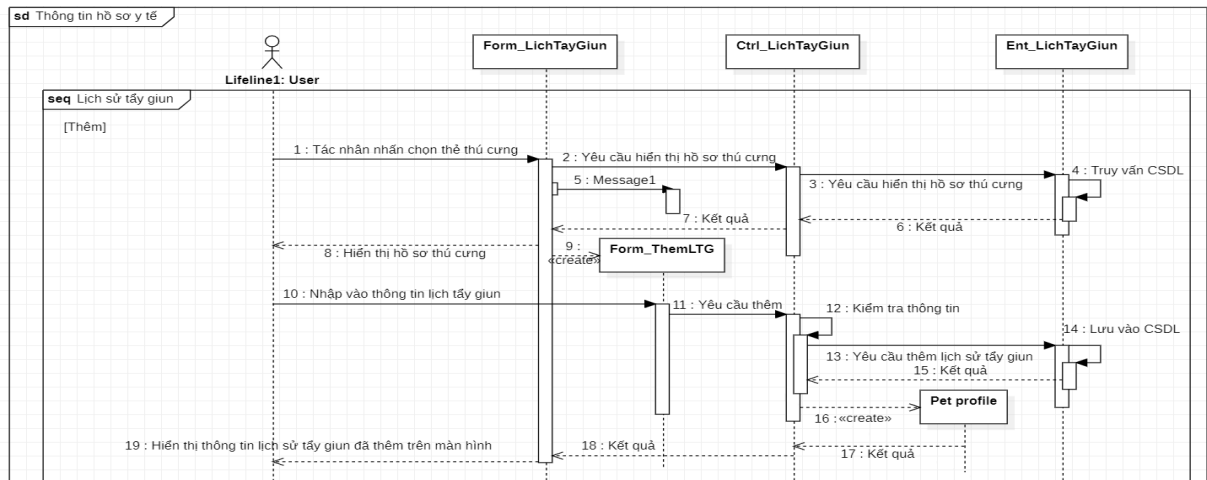 sd Thông tin hồ sơ y tế
Form_LichTayGiun
Ctrl_LichTayGiun
Ent_LichTayGiun
Lifeline1: User
seq Lịch sử tẩy giun
[Thêm]
1 : Tác nhân nhấn chọn thẻ thú cưng
2 : Yêu cầu hiển thị hồ sơ thú cưng
3 : Yêu cầu hiển thị hồ sơ thú cưng
4 : Truy vấn CSDL
5 : Message1
6 : Kết quả
7 : Kết quả
8 : Hiển thị hồ sơ thú cưng
9 :
«create»
Form_ThemLTG
10 : Nhập vào thông tin lịch tẩy giun
11 : Yêu cầu thêm
12 : Kiểm tra thông tin
13 : Yêu cầu thêm lịch sử tẩy giun
14 : Lưu vào CSDL
15 : Kết quả
Pet profile
16 : «create»
17 : Kết quả
18 : Kết quả
19 : Hiển thị thông tin lịch sử tẩy giun đã thêm trên màn hình